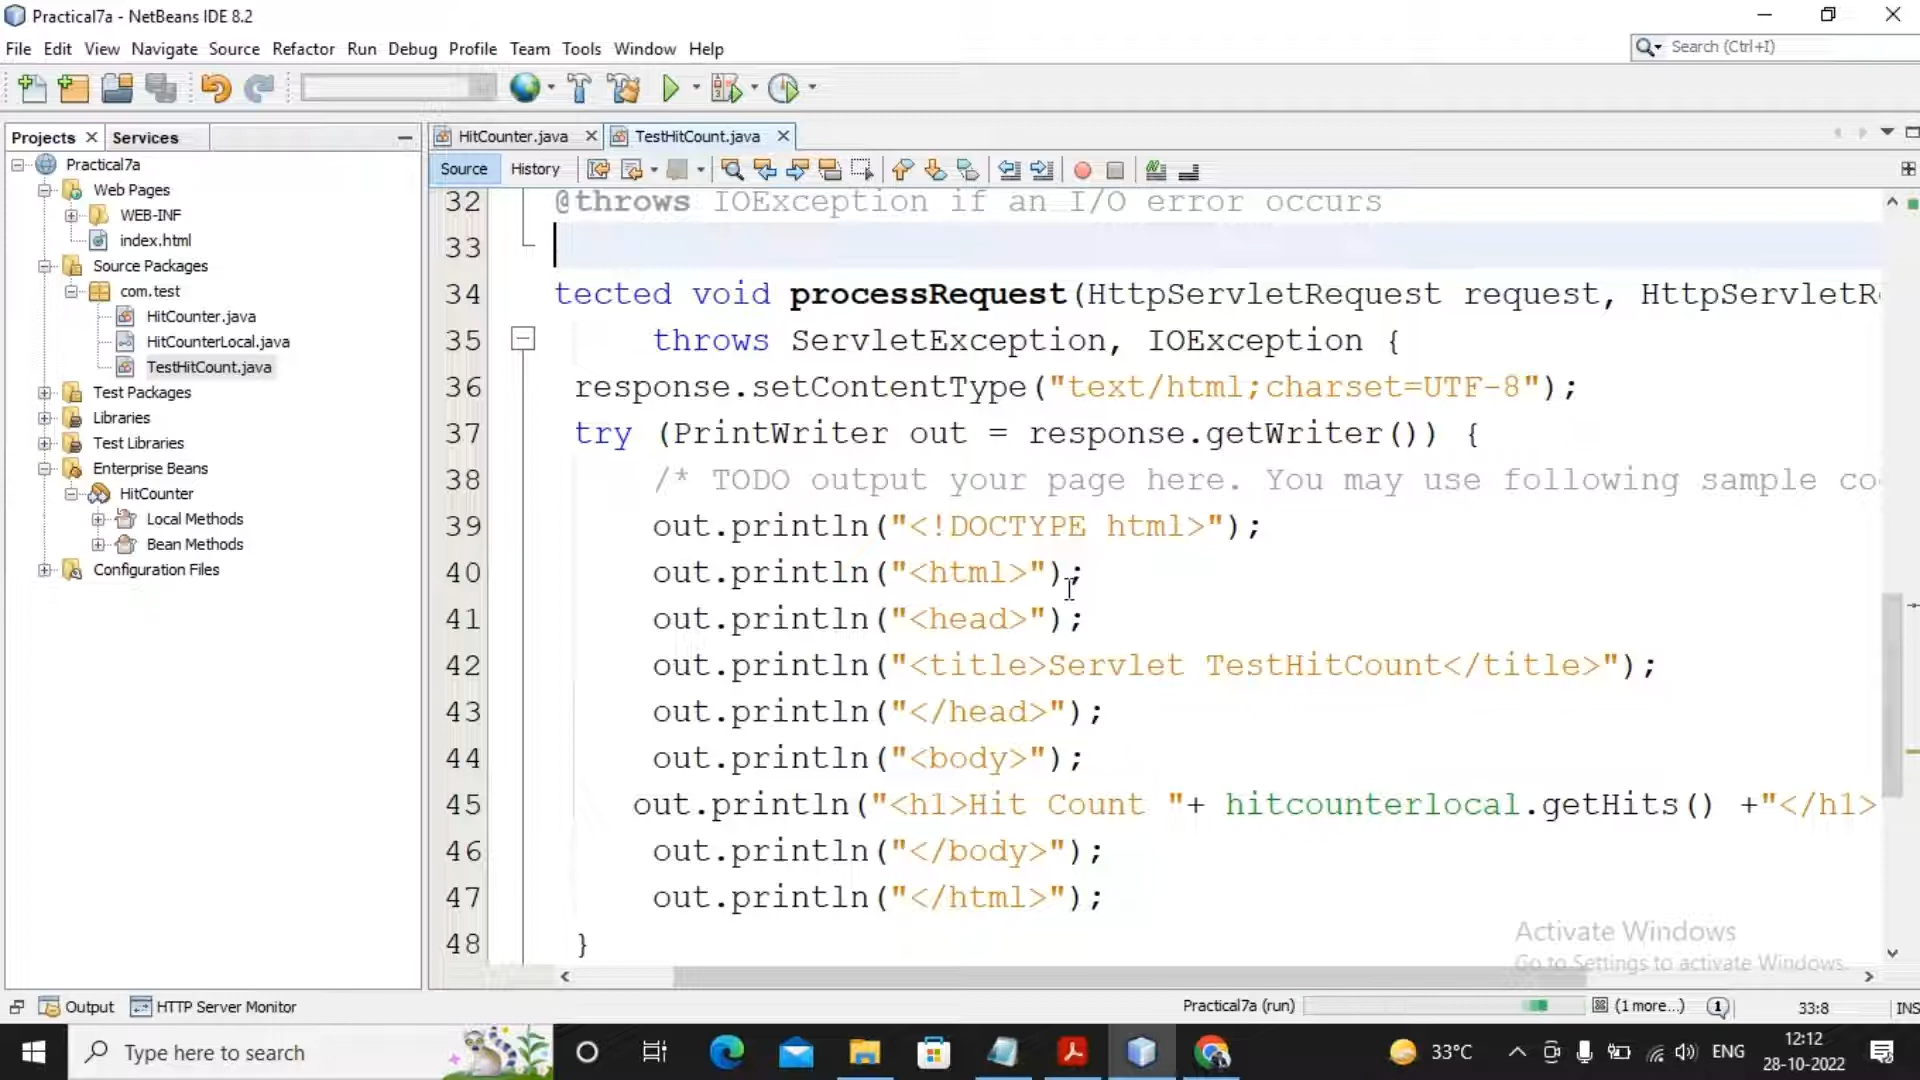 Practical7a - NetBeans IDE 8.2
File Edit View Navigate Source Refactor Run Debug Profile Team Tools Window Help
Search (Ctrl+I)
Projects
Services
HitCounter.java
TestHitCount.java
Source
History
Practical7a
Web Pages
WEB-INF
index.html
Source Packages
com.test
HitCounter.java
HitCounterLocal.java
TestHitCount.java
Test Packages
Libraries
Test Libraries
Enterprise Beans
HitCounter
Local Methods
Bean Methods
Configuration Files
32 @throws IOException if an I/O error occurs
33
34 tected void processRequest(HttpServletRequest request, HttpServletR
35 throws ServletException, IOException {
36 response.setContentType("text/html;charset=UTF-8");
37 try (PrintWriter out = response.getWriter()) {
38 /* TODO output your page here. You may use following sample co
39 out.println("<!DOCTYPE html>");
40 out.println("<html>");
41 out.println("<head>");
42 out.println("<title>Servlet TestHitCount</title>");
43 out.println("</head>");
44 out.println("<body>");
45 out.println("<h1>Hit Count "+ hitcounterlocal.getHits() +"</h1>
46 out.println("</body>");
47 out.println("</html>");
48 }
Activate Windows
Go to Settings to activate Windows.
Output
HTTP Server Monitor
Practical7a (run)
(1 more...)
1
33:8
INS
Type here to search
33°C
ENG
12:12
28-10-2022